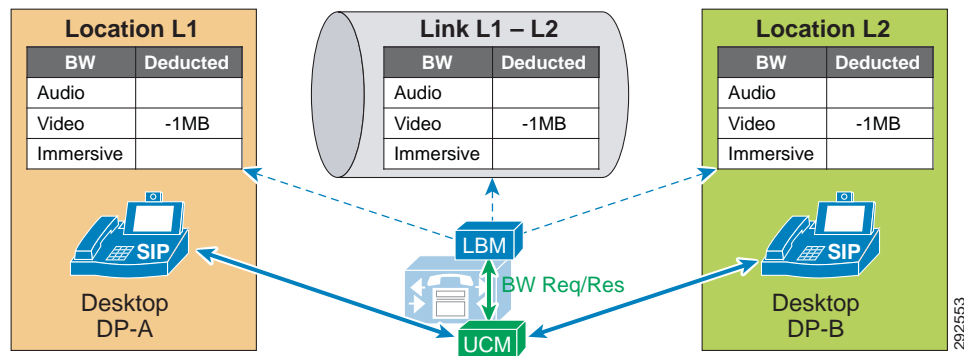 Location L1
BW Deducted
Audio
Video -1MB
Immersive
SIP
Desktop
DP-A
Link L1 – L2
BW Deducted
Audio
Video -1MB
Immersive
LBM
BW Req/Res
UCM
Location L2
BW Deducted
Audio
Video -1MB
Immersive
SIP
Desktop
DP-B
292553